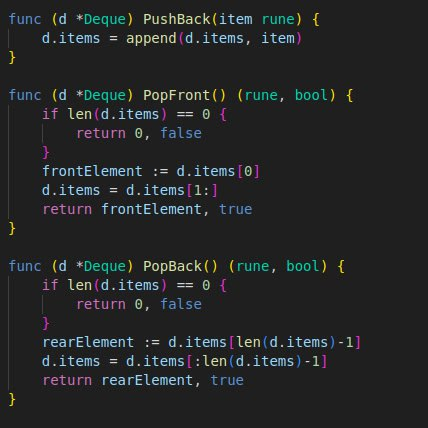 func (d *Deque) PushBack(item rune) {
    d.items = append(d.items, item)
}

func (d *Deque) PopFront() (rune, bool) {
    if len(d.items) == 0 {
        return 0, false
    }
    frontElement := d.items[0]
    d.items = d.items[1:]
    return frontElement, true
}

func (d *Deque) PopBack() (rune, bool) {
    if len(d.items) == 0 {
        return 0, false
    }
    rearElement := d.items[len(d.items)-1]
    d.items = d.items[:len(d.items)-1]
    return rearElement, true
}